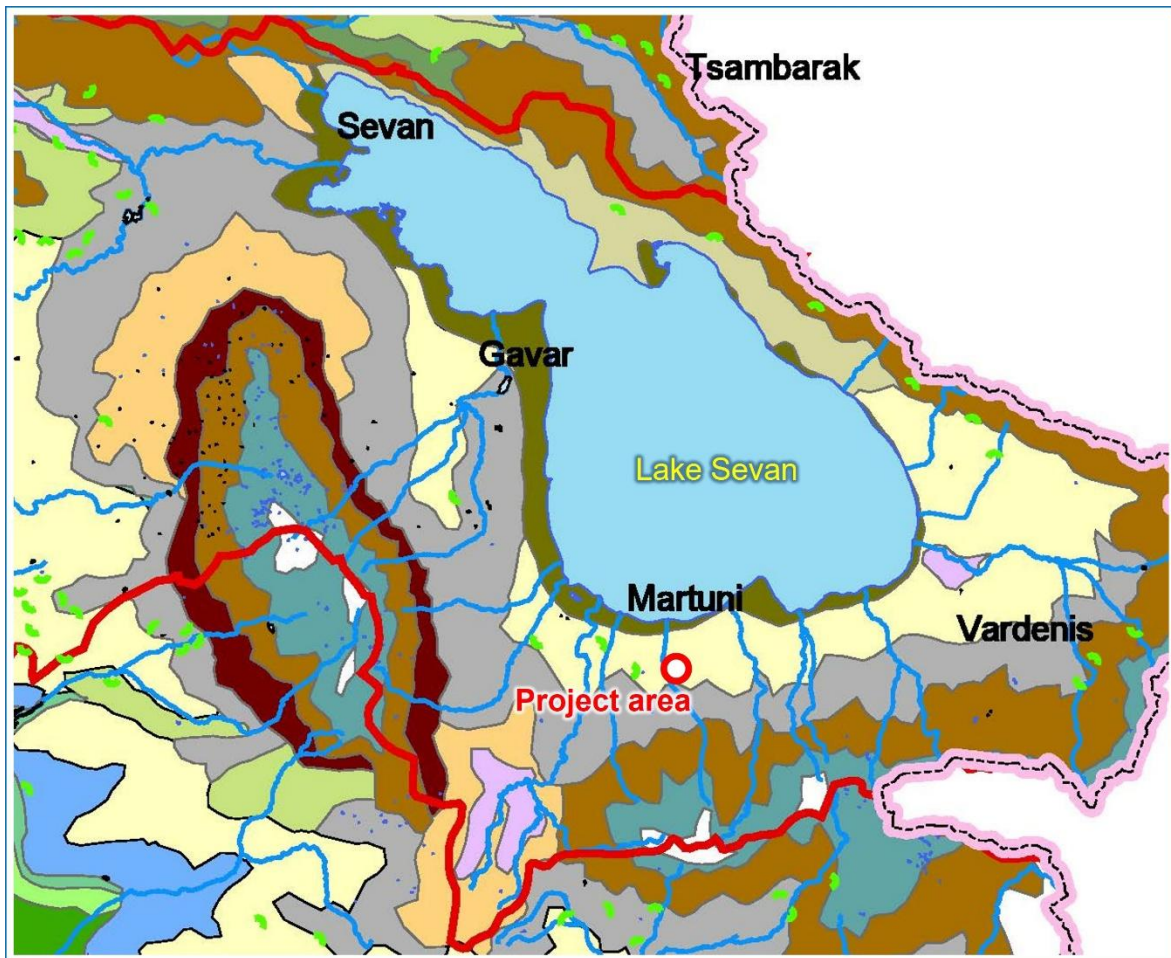 Tsambarak
Sevan
Gavar
Lake Sevan
Martuni
Vardenis
Project area